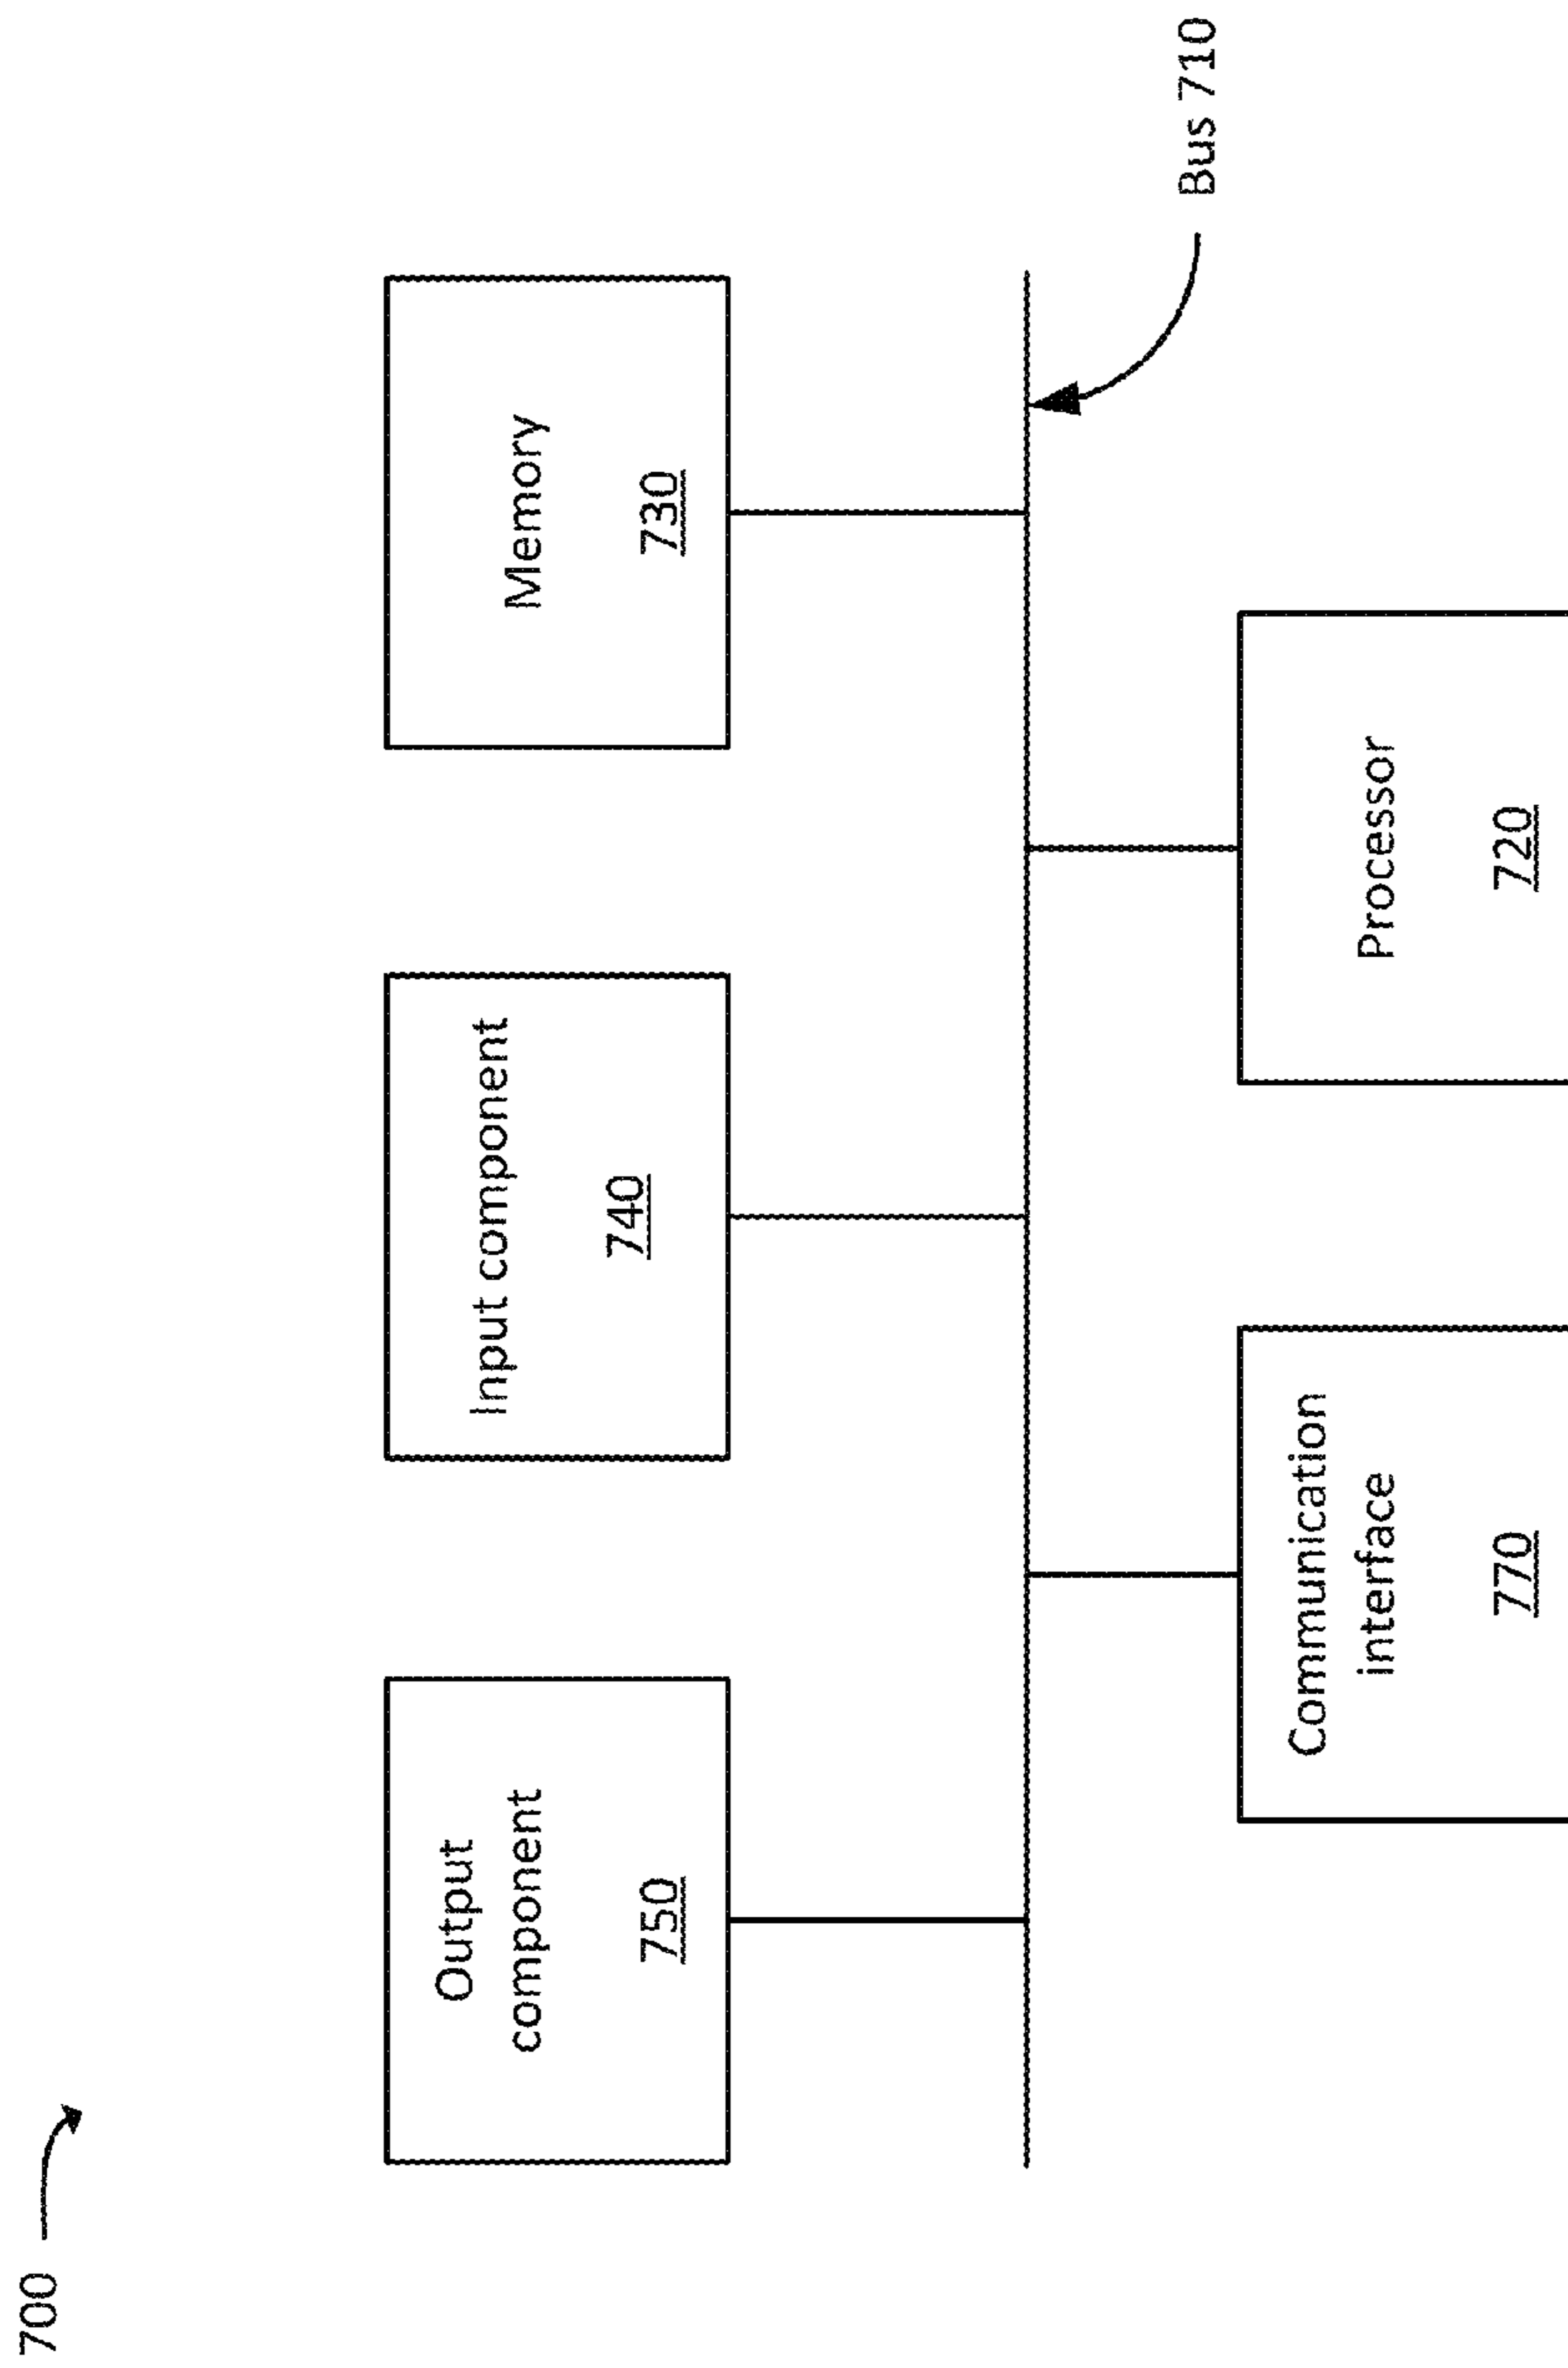 700
Output
component
750
Input component
740
Memory
730
Bus 710
Communication
interface
770
Processor
720